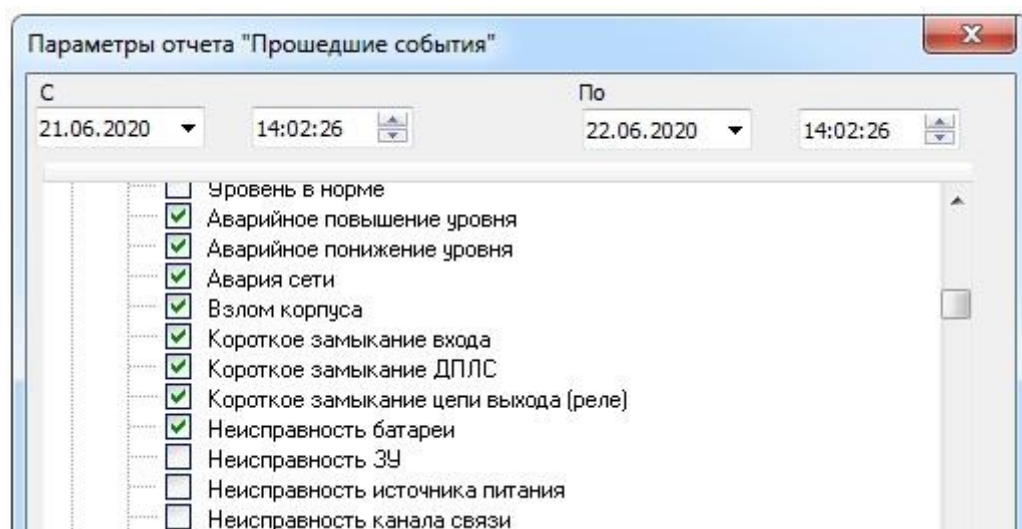 Параметры отчета "Прошедшие события"
С По
21.06.2020 14:02:26 22.06.2020 14:02:26
Уровень в норме
Аварийное повышение уровня
Аварийное понижение уровня
Авария сети
Взлом корпуса
Короткое замыкание входа
Короткое замыкание ДПЛС
Короткое замыкание цепи выхода (реле)
Неисправность батареи
Неисправность ЗУ
Неисправность источника питания
Неисправность канала связи